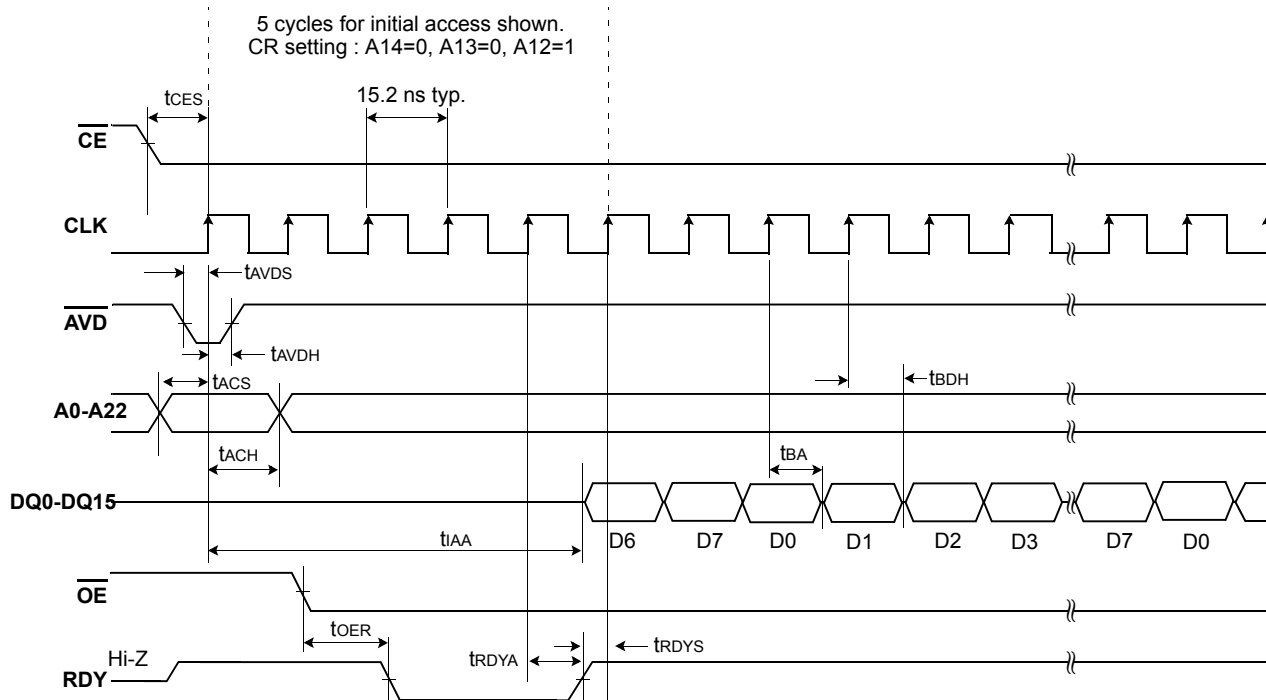 5 cycles for initial access shown.
CR setting : A14=0, A13=0, A12=1
tCES
15.2 ns typ.
CE
CLK
tAVDS
AVD
tAVDH
tACS
tBDH
A0-A22
tACH
tBA
DQ0-DQ15
tIAA
D6 D7 D0 D1 D2 D3 D7 D0
OE
tOER
Hi-Z
tRDYA
tRDYS
RDY